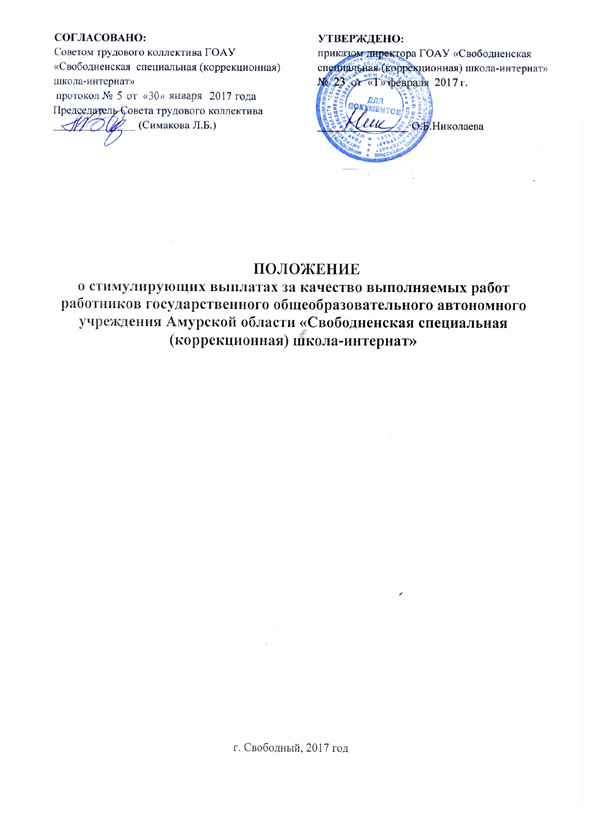 СОГЛАСОВАНО:
Советом трудового коллектива ГОАУ
«Свободненская специальная (коррекционная)
школа-интернат»
протокол № 5 от «30» января 2017 года
Председатель Совета трудового коллектива
(Симакова Л.Б.)
УТВЕРЖДЕНО:
приказом директора ГОАУ «Свободненская
специальная (коррекционная) школа-интернат»
№ 23 от «1» февраля 2017 г.
ДЛЯ
ДОКУМЕНТОВ
О.Б.Николаева
ПОЛОЖЕНИЕ
о стимулирующих выплатах за качество выполняемых работ
работников государственного общеобразовательного автономного
учреждения Амурской области «Свободненская специальная
(коррекционная) школа-интернат»
г. Свободный, 2017 год